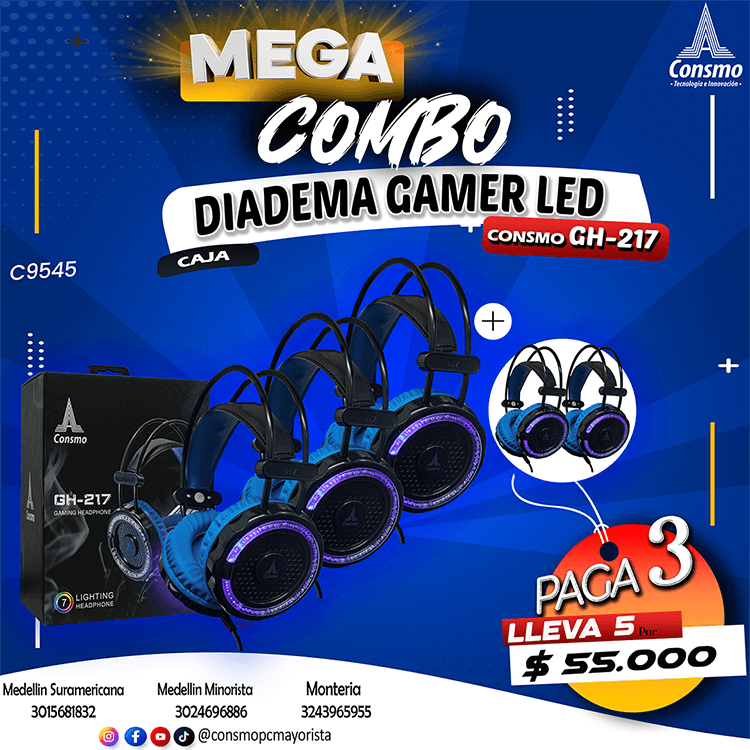 MEGA
COMBO
Consmo
• Tecnología e Innovación •
DIADEMA GAMER LED
CONSMO GH-217
CAJA
C9545
Consmo
GH-217
GAMING HEADPHONE
7 LIGHTING
HEADPHONE
PAGA 3
LLEVA 5 Por
$ 55.000
Medellin Suramericana
3015681832
Medellin Minorista
3024696886
Monteria
3243965955
@consmopcmayorista